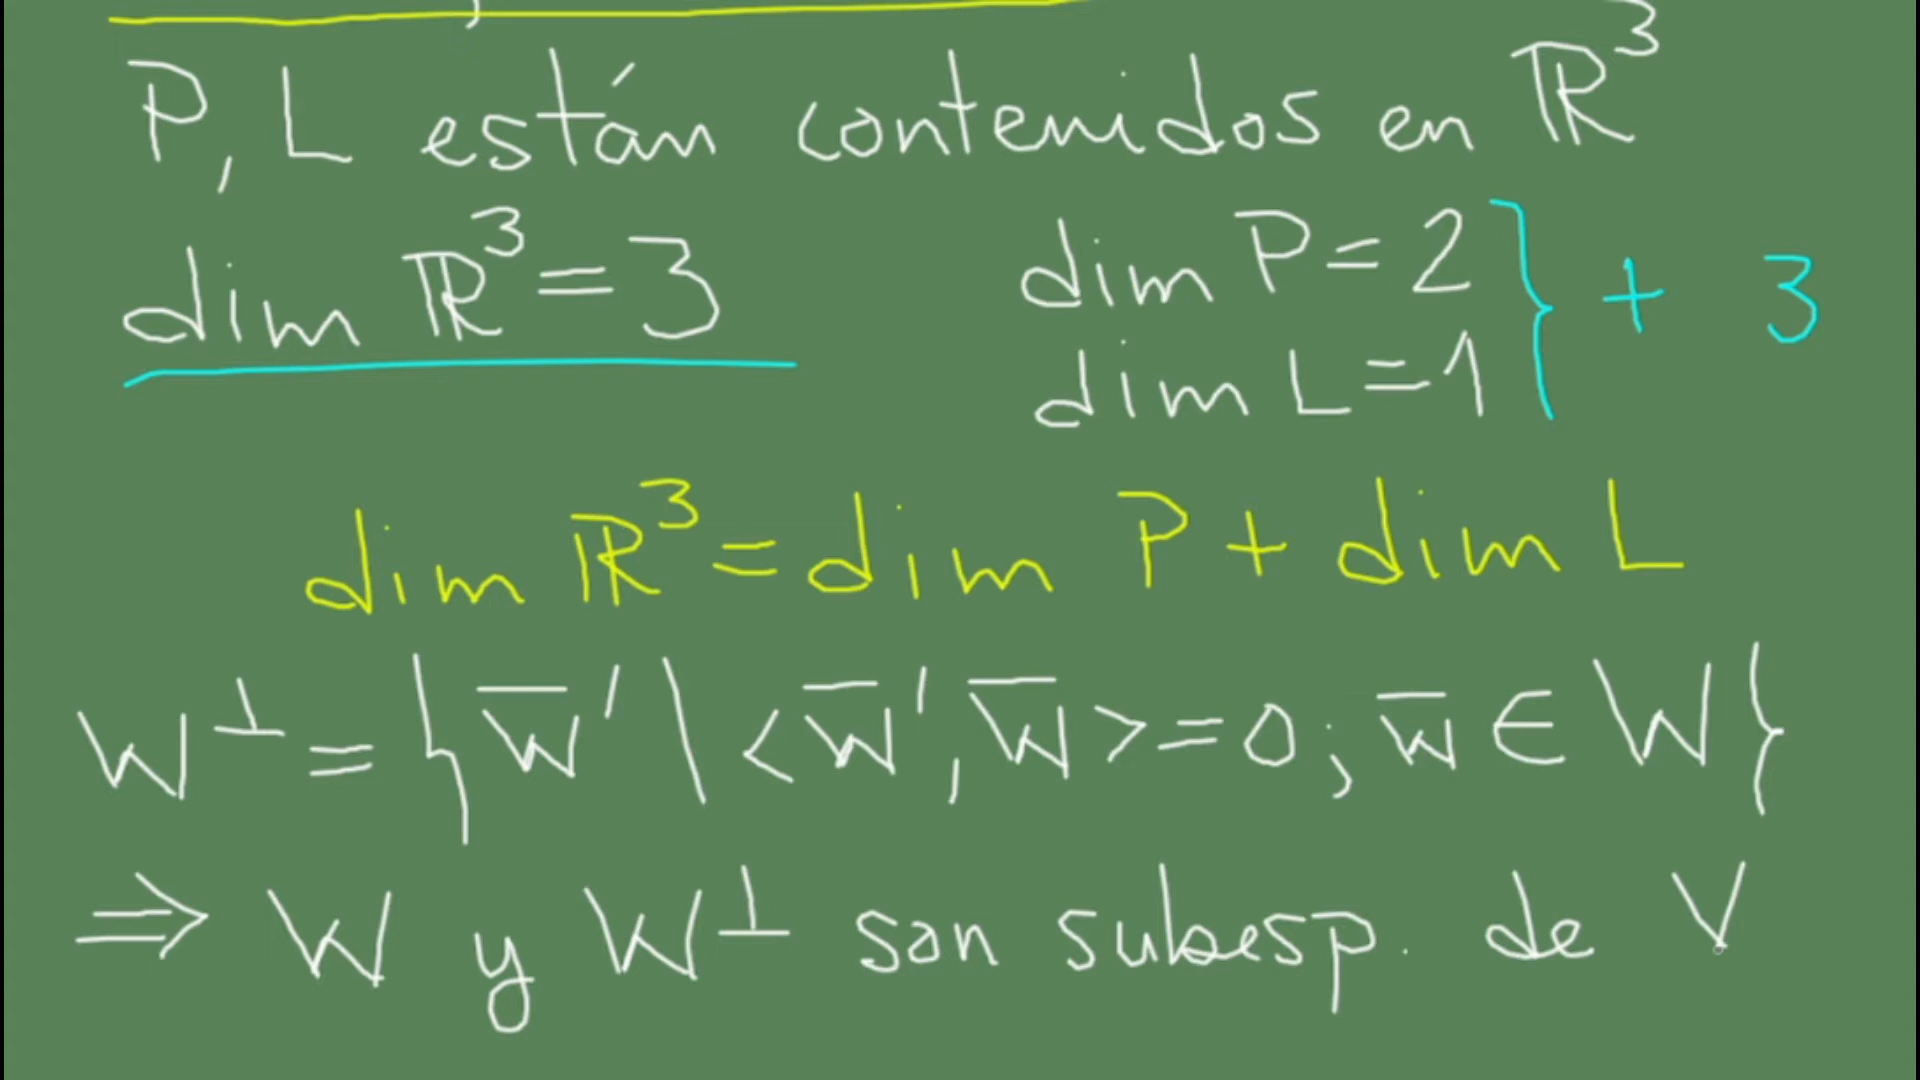 P, L están contenidos en ℝ³
dim ℝ³ = 3
dim P = 2
dim L = 1
} + 3
dim ℝ³ = dim P + dim L
W^⊥ = { w̅' \ < w̅', w̅ > = 0 ; w̅ ∈ W }
⇒ W y W^⊥ son subesp. de V